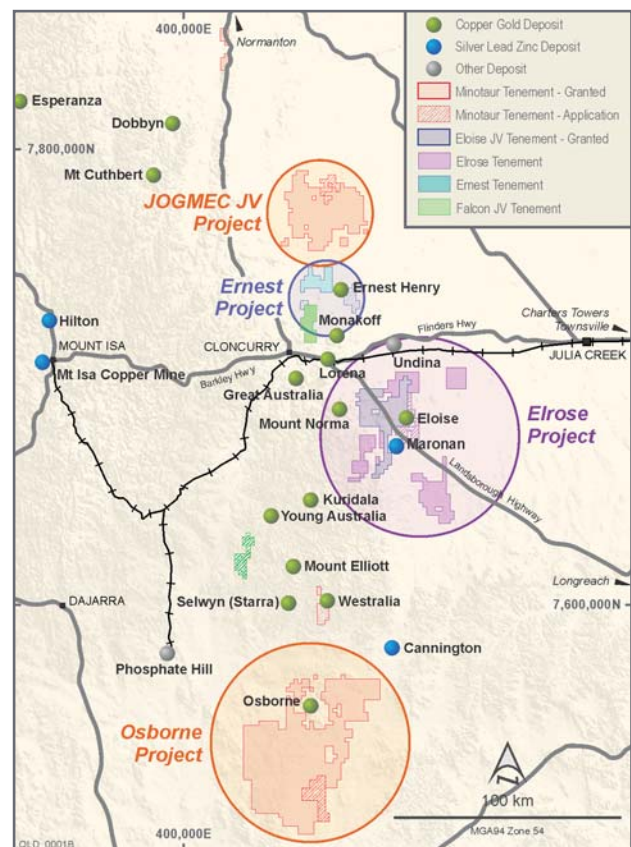 400,000E
Normanton
Copper Gold Deposit
Silver Lead Zinc Deposit
Other Deposit
Minotaur Tenement - Granted
Minotaur Tenement - Application
Eloise JV Tenement - Granted
Elrose Tenement
Ernest Tenement
Falcon JV Tenement
Esperanza
Dobbyn
7,800,000N
Mt Cuthbert
JOGMEC JV
Project
Ernest
Project
Ernest Henry
Monakoff
Hilton
MOUNT ISA
CLONCURRY
Flinders Hwy
Charters Towers
Townsville
JULIA CREEK
Undina
Mt Isa Copper Mine
Barkley Hwy
Lorena
Great Australia
Mount Norma
Eloise
Maronan
Elrose
Project
Landsborough Highway
Kuridala
Young Australia
Mount Elliott
Longreach
DAJARRA
Selwyn (Starra)
Westralia
7,600,000N
Phosphate Hill
Cannington
Osborne
Osborne
Project
100 km
MGA94 Zone 54
400,000E
QLD_0001B